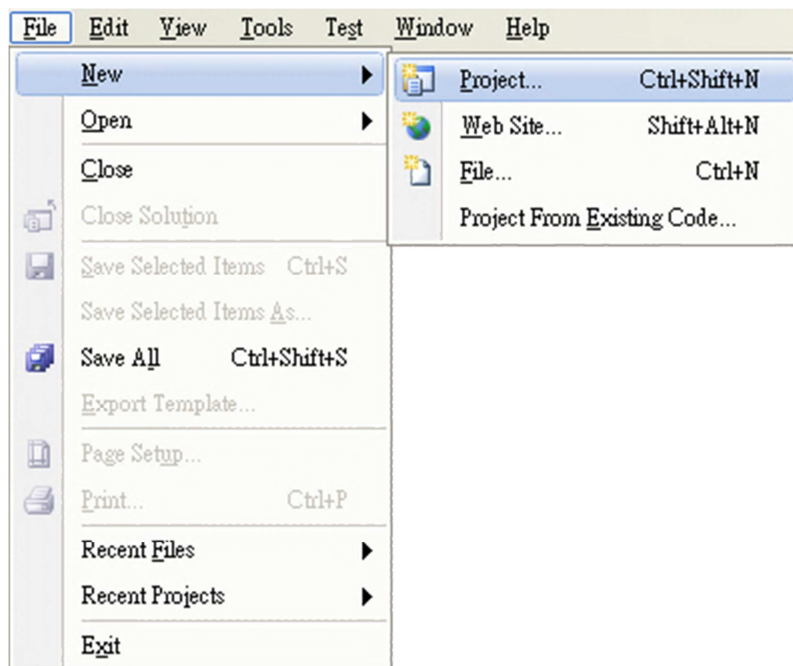 File Edit View Tools Test Window Help
New
Open
Close
Close Solution
Save Selected Items Ctrl+S
Save Selected Items As...
Save All Ctrl+Shift+S
Export Template...
Page Setup...
Print... Ctrl+P
Recent Files
Recent Projects
Exit
Project... Ctrl+Shift+N
Web Site... Shift+Alt+N
File... Ctrl+N
Project From Existing Code...